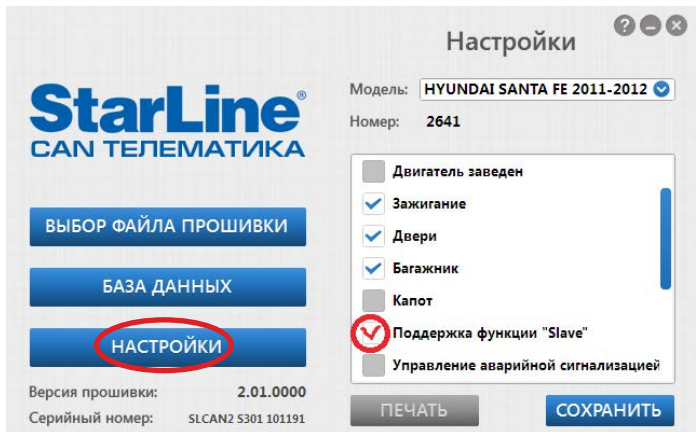 StarLine®
CAN ТЕЛЕМАТИКА
ВЫБОР ФАЙЛА ПРОШИВКИ
БАЗА ДАННЫХ
НАСТРОЙКИ
Версия прошивки: 2.01.0000
Серийный номер: SLCAN2 S301 101191
?
Настройки
Модель: HYUNDAI SANTA FE 2011-2012
Номер: 2641
Двигатель заведен
Зажигание
Двери
Багажник
Капот
Поддержка функции "Slave"
Управление аварийной сигнализацией
ПЕЧАТЬ
СОХРАНИТЬ